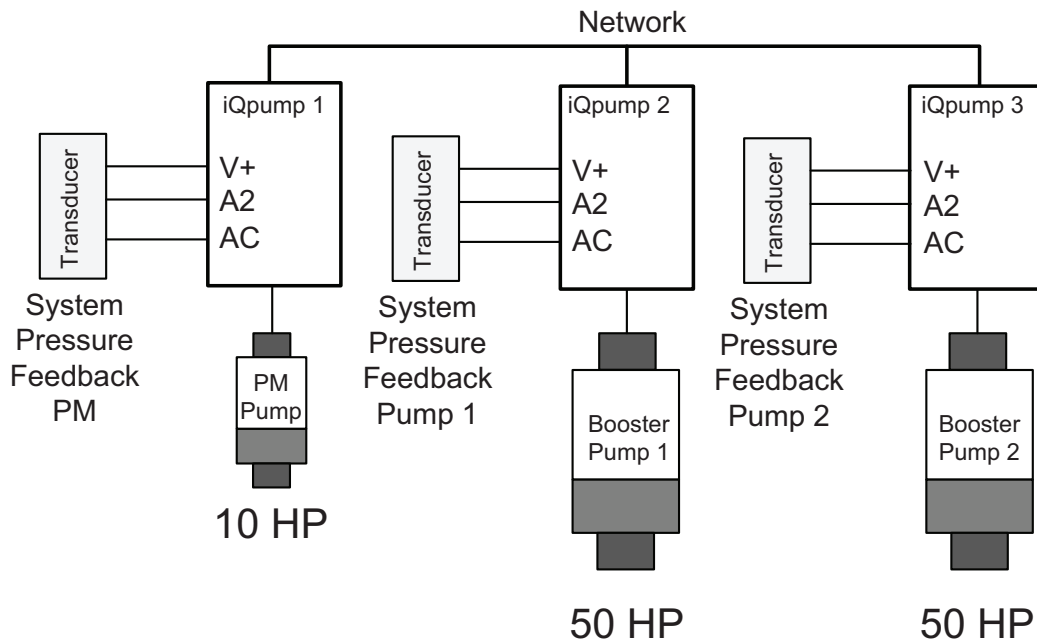 Network
iQpump 1
Transducer
V+
A2
AC
System
Pressure
Feedback
PM
PM
Pump
10 HP
iQpump 2
Transducer
V+
A2
AC
System
Pressure
Feedback
Pump 1
Booster
Pump 1
50 HP
iQpump 3
Transducer
V+
A2
AC
System
Pressure
Feedback
Pump 2
Booster
Pump 2
50 HP